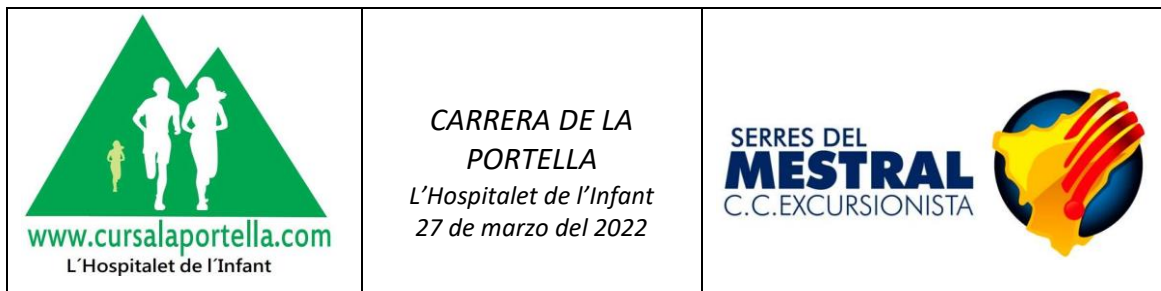 www.cursalaportella.com
L´Hospitalet de l´Infant
CARRERA DE LA
PORTELLA
L’Hospitalet de l’Infant
27 de marzo del 2022
SERRES DEL
MESTRAL
C.C.EXCURSIONISTA